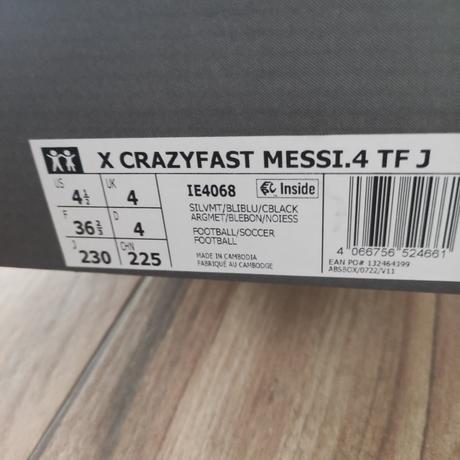 X CRAZYFAST MESSI.4 TF J
US 4½ UK 4
F 36⅔ D 4
J 230 CHN 225
IE4068 Inside
SILVMT/BLIBLU/CBLACK
ARGMET/BLEBON/NOIESS
FOOTBALL/SOCCER
FOOTBALL
MADE IN CAMBODIA
FABRIQUÉ AU CAMBODGE
4 066756 524661
EAN PO# 132464399
ABSBOX/0722/V11